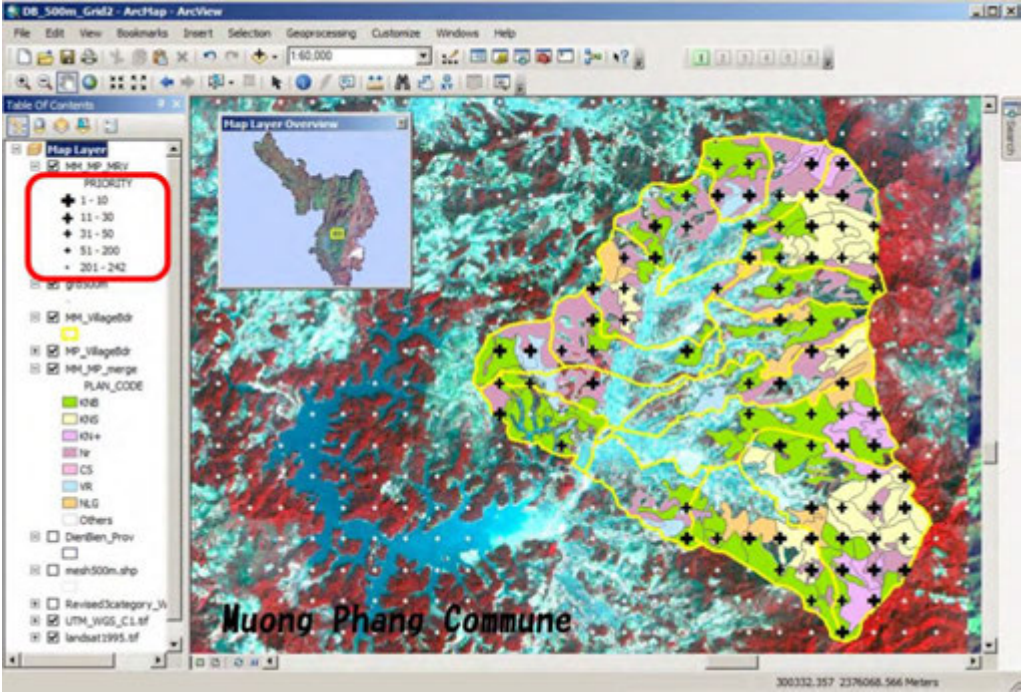 DB_500m_Grid2 - ArcMap - ArcView
File Edit View Bookmarks Insert Selection Geoprocessing Customize Windows Help
1:60,000
Table Of Contents
Map Layer
MM_MP_MRV
PRIORITY
1 - 10
11 - 30
31 - 50
51 - 200
201 - 242
MM_VillageBdr
MP_VillageBdr
MM_MP_merge
PLAN_CODE
KNB
KNS
KN+
Nr
CS
VR
NLG
Others
DienBien_Prov
mesh500m.shp
UTM_WGS_C1.tif
landsat1995.tif
Map Layer Overview
Search
Muong Phang Commune
300332.357 2376068.566 Meters